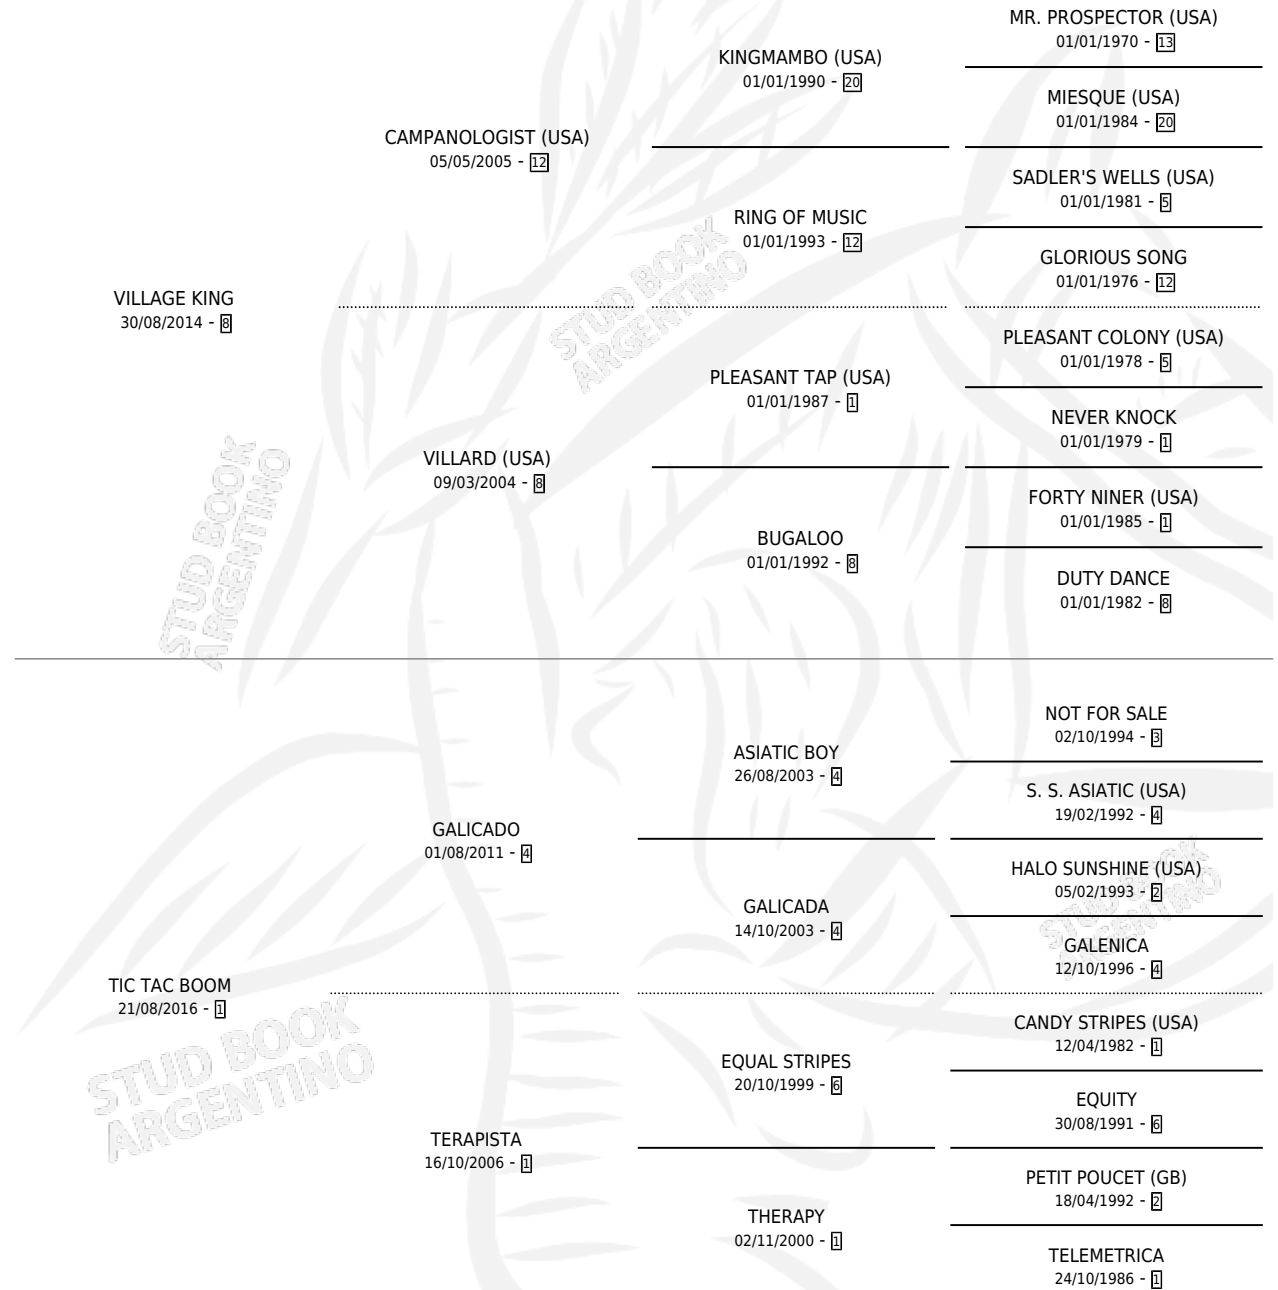 MR. PROSPECTOR (USA)
01/01/1970 - 13
KINGMAMBO (USA)
01/01/1990 - 20
MIESQUE (USA)
01/01/1984 - 20
CAMPANOLOGIST (USA)
05/05/2005 - 12
SADLER'S WELLS (USA)
01/01/1981 - 5
RING OF MUSIC
01/01/1993 - 12
GLORIOUS SONG
01/01/1976 - 12
VILLAGE KING
30/08/2014 - 8
PLEASANT COLONY (USA)
01/01/1978 - 5
PLEASANT TAP (USA)
01/01/1987 - 1
NEVER KNOCK
01/01/1979 - 1
VILLARD (USA)
09/03/2004 - 8
FORTY NINER (USA)
01/01/1985 - 1
BUGALOO
01/01/1992 - 8
DUTY DANCE
01/01/1982 - 8
NOT FOR SALE
02/10/1994 - 3
ASIATIC BOY
26/08/2003 - 4
S. S. ASIATIC (USA)
19/02/1992 - 4
GALICADO
01/08/2011 - 4
HALO SUNSHINE (USA)
05/02/1993 - 2
GALICADA
14/10/2003 - 4
GALENICA
12/10/1996 - 4
TIC TAC BOOM
21/08/2016 - 1
CANDY STRIPES (USA)
12/04/1982 - 1
EQUAL STRIPES
20/10/1999 - 6
EQUITY
30/08/1991 - 6
TERAPISTA
16/10/2006 - 1
PETIT POUCET (GB)
18/04/1992 - 2
THERAPY
02/11/2000 - 1
TELEMETRICA
24/10/1986 - 1
STUD BOOK
ARGENTINO
STUD BOOK
ARGENTINO
STUD BOOK
ARGENTINO
STUD BOOK
ARGENTINO